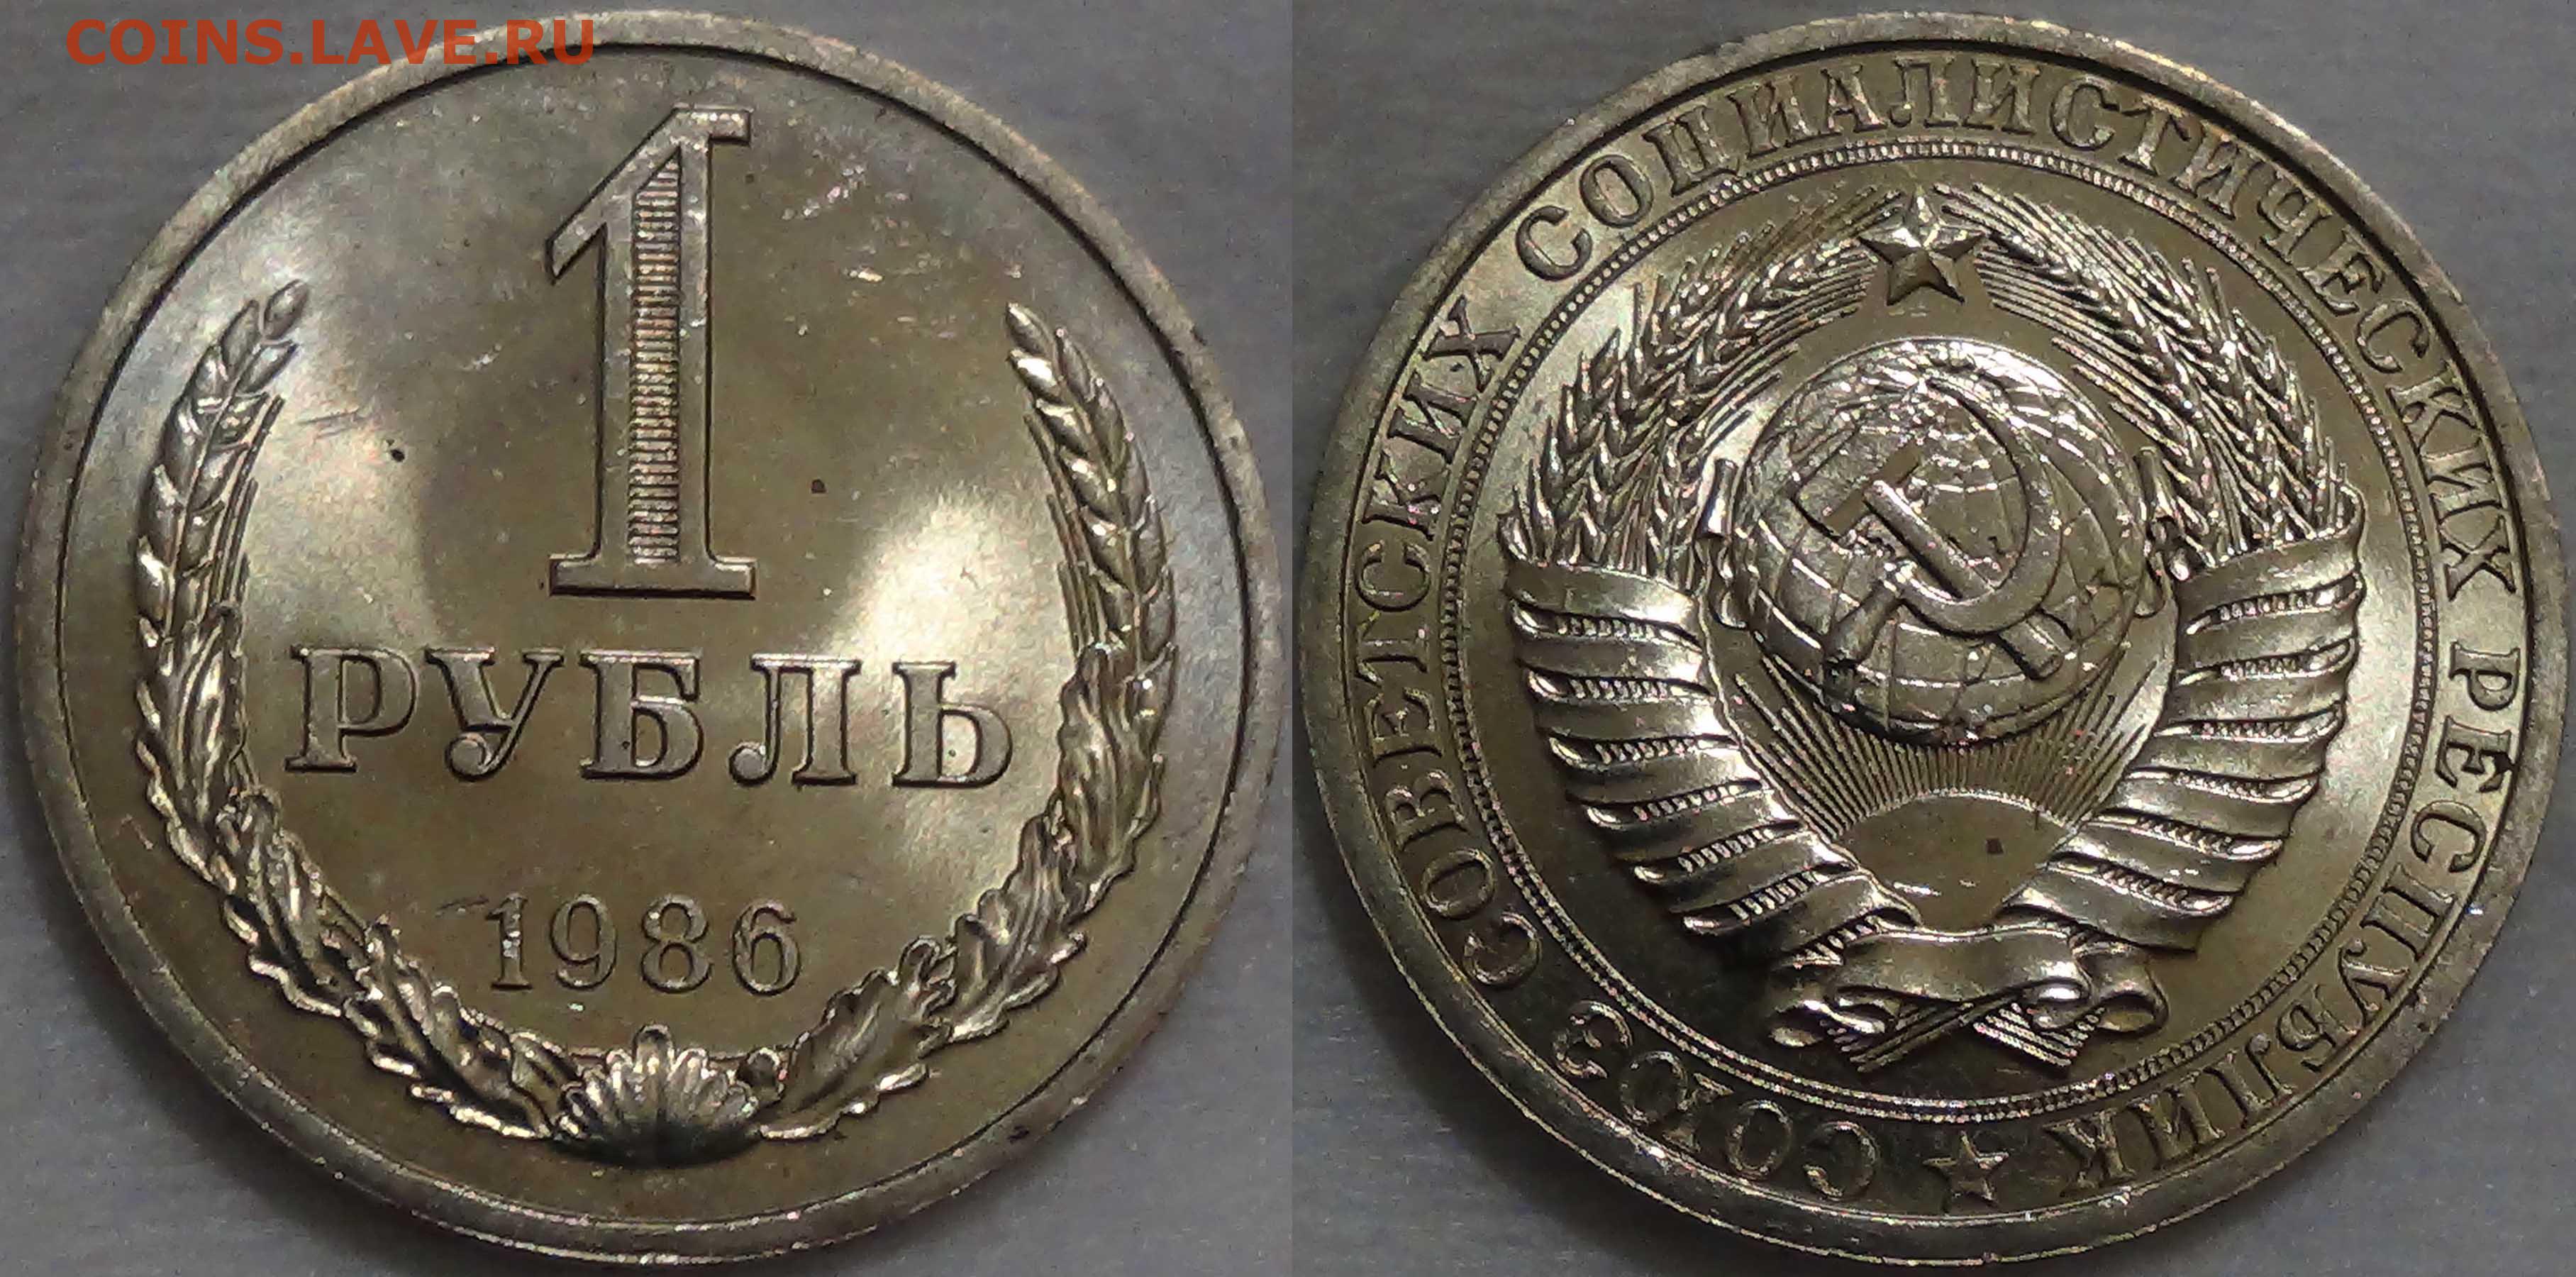 COINS.LAVE.RU
1
РУБЛЬ
1986
СОЮЗ СОВЕТСКИХ СОЦИАЛИСТИЧЕСКИХ РЕСПУБЛИК